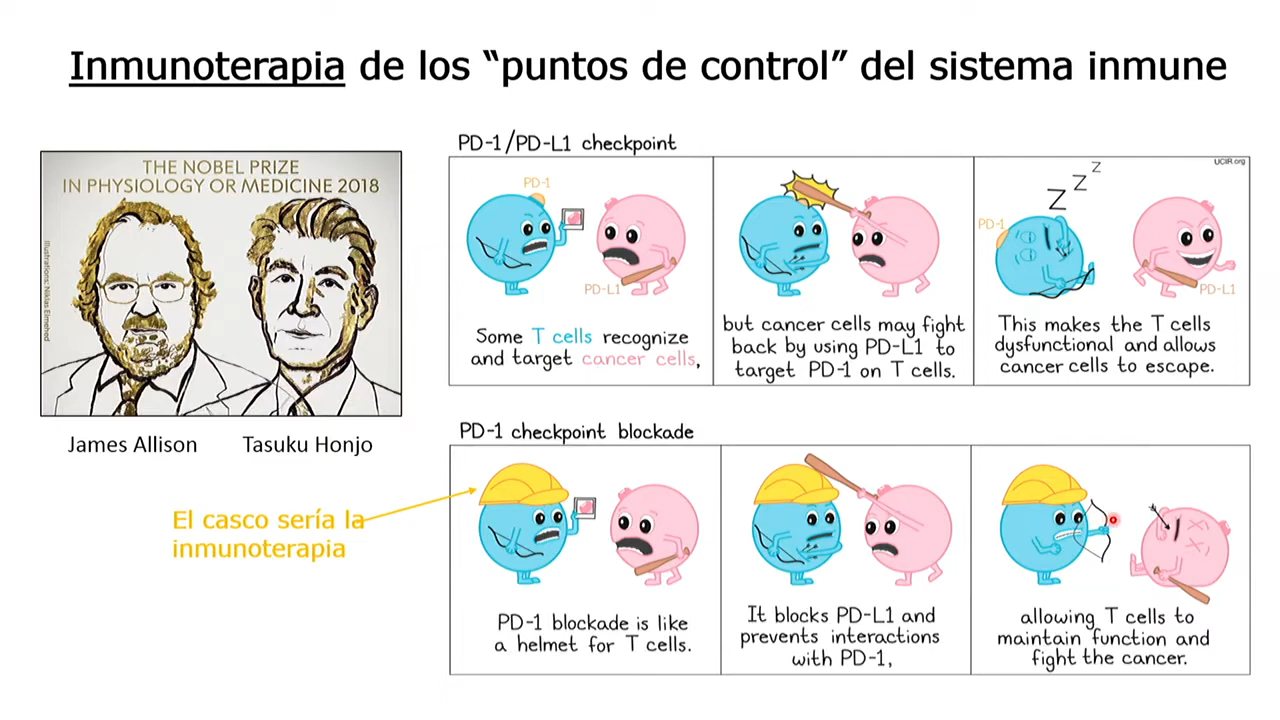 Inmunoterapia de los “puntos de control” del sistema inmune
THE NOBEL PRIZE
IN PHYSIOLOGY OR MEDICINE 2018
Illustrations: Niklas Elmehed
James Allison
Tasuku Honjo
El casco sería la
inmunoterapia
PD-1/PD-L1 checkpoint
UCIR.org
PD-1
PD-L1
Some T cells recognize
and target cancer cells,
but cancer cells may fight
back by using PD-L1 to
target PD-1 on T cells.
Z Z Z
PD-1
PD-L1
This makes the T cells
dysfunctional and allows
cancer cells to escape.
PD-1 checkpoint blockade
PD-1 blockade is like
a helmet for T cells.
It blocks PD-L1 and
prevents interactions
with PD-1,
allowing T cells to
maintain function and
fight the cancer.